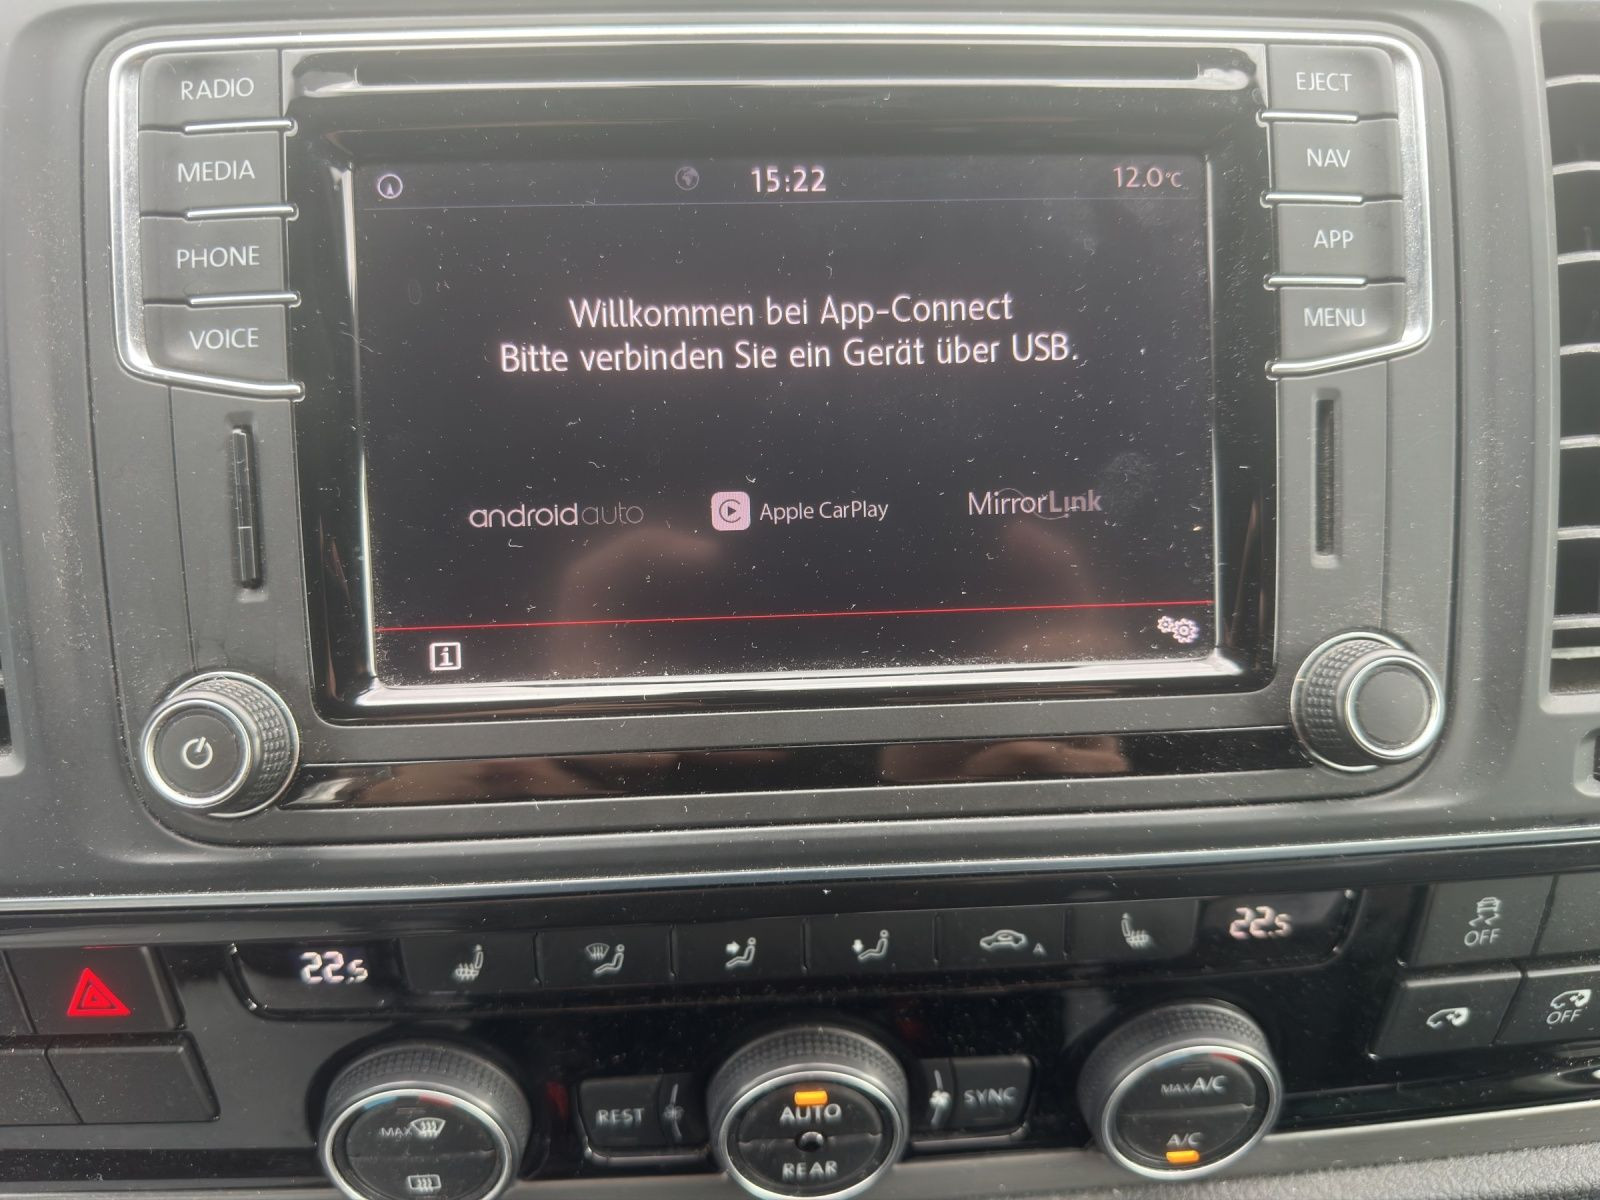 RADIO
MEDIA
PHONE
VOICE
EJECT
NAV
APP
MENU
15:22
12.0°C
Willkommen bei App-Connect
Bitte verbinden Sie ein Gerät über USB.
androidauto
Apple CarPlay
MirrorLink
i
22.5
A
22.5
OFF
OFF
MAX
REST
AUTO
REAR
SYNC
MAX A/C
A/C